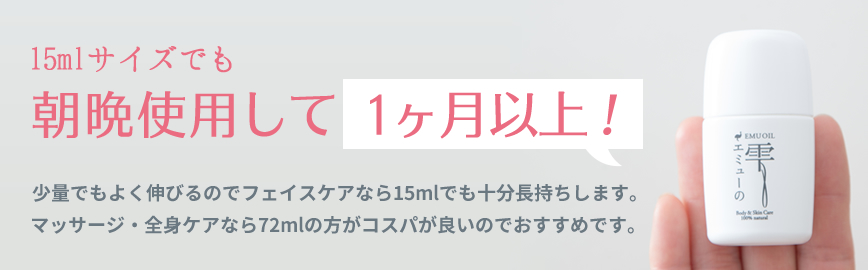 15mlサイズでも
朝晩使用して 1ヶ月以上!
少量でもよく伸びるのでフェイスケアなら15mlでも十分長持ちします。
マッサージ・全身ケアなら72mlの方がコスパが良いのでおすすめです。
EMU OIL
エミューの
雫
Body & Skin Care
100% natural